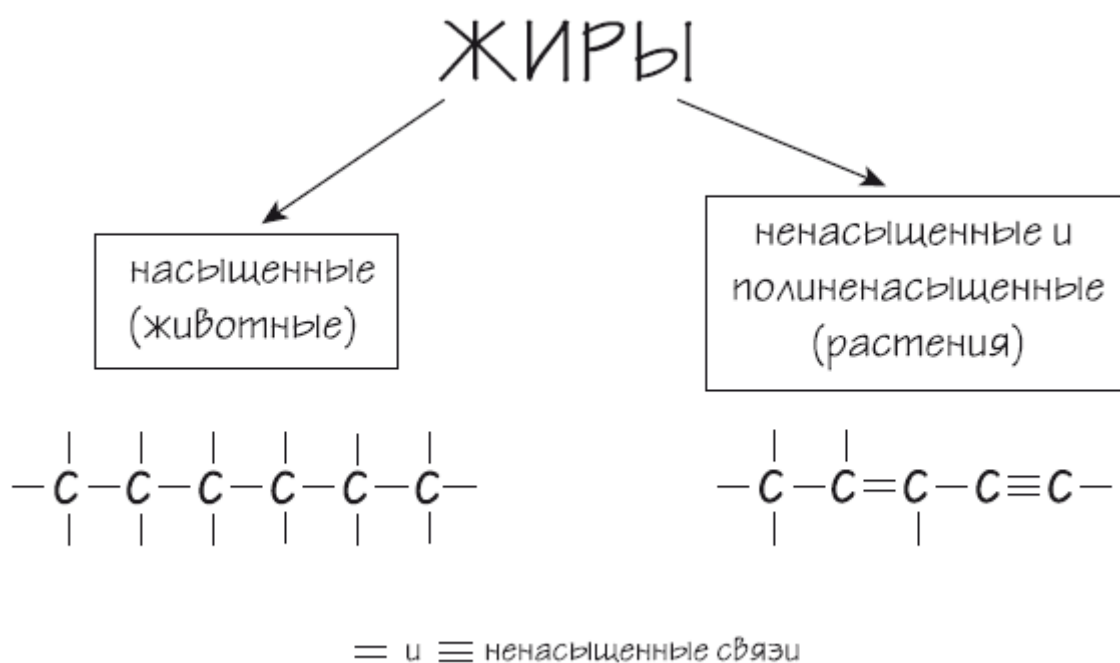 ЖИРЫ
насыщенные
(животные)
ненасыщенные и
полиненасыщенные
(растения)
—C—C—C—C—C—C—
—C—C=C—C≡C—
= и ≡ ненасыщенные связи